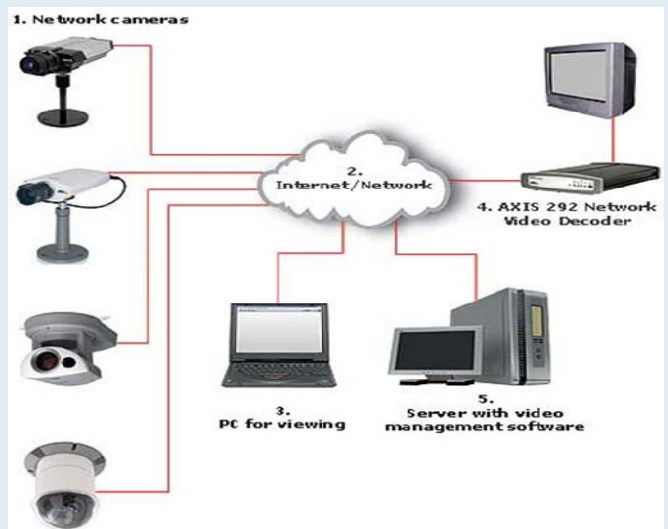 1. Network cameras
2.
Internet/Network
4. AXIS 292 Network
Video Decoder
3.
PC for viewing
5.
Server with video
management software